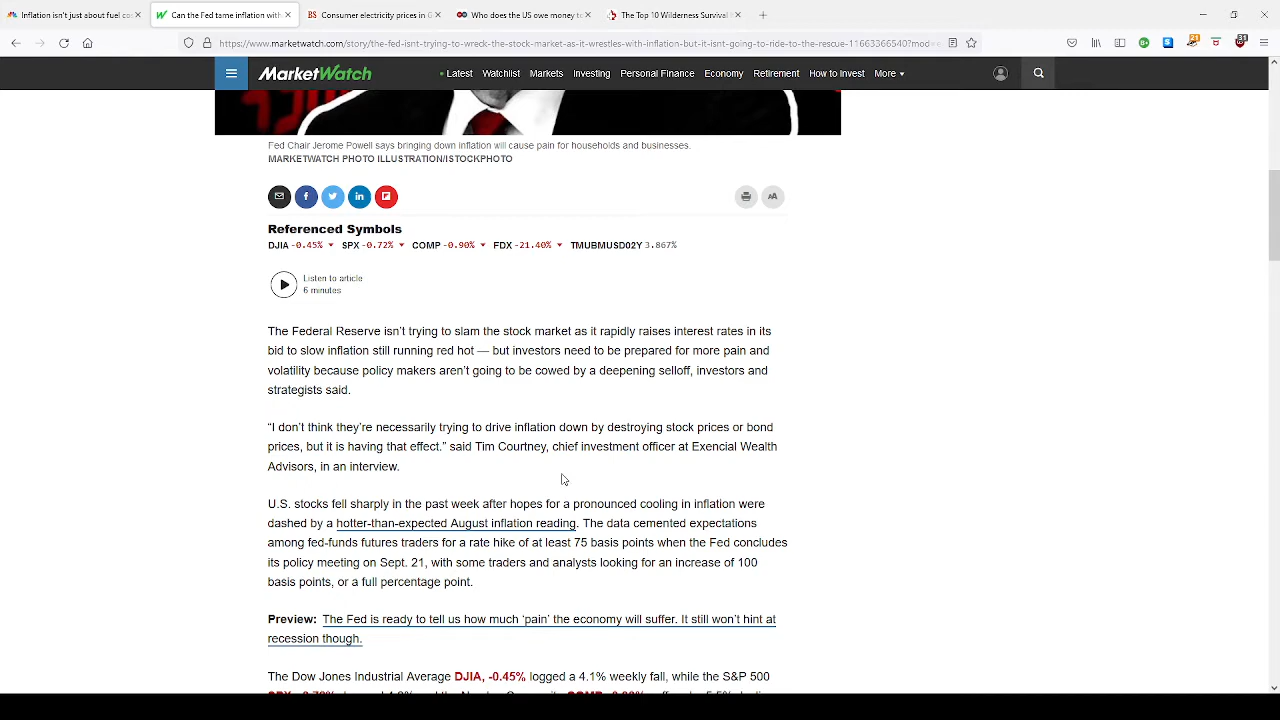 Inflation isn't just about fuel co
Can the Fed tame inflation with
BS Consumer electricity prices in G
Who does the US owe money to
The Top 10 Wilderness Survival
https://www.marketwatch.com/story/the-fed-isnt-trying-to-wreck-the-stock-market-as-it-wrestles-with-inflation-but-it-isnt-going-to-ride-to-the-rescue-11663366540?mod=
21
31
MarketWatch
Latest Watchlist Markets Investing Personal Finance Economy Retirement How to Invest More
Fed Chair Jerome Powell says bringing down inflation will cause pain for households and businesses.
MARKETWATCH PHOTO ILLUSTRATION/ISTOCKPHOTO
AA
Referenced Symbols
DJIA -0.45% SPX -0.72% COMP -0.90% FDX -21.40% TMUBMUSD02Y 3.867%
Listen to article
6 minutes
The Federal Reserve isn't trying to slam the stock market as it rapidly raises interest rates in its
bid to slow inflation still running red hot — but investors need to be prepared for more pain and
volatility because policy makers aren't going to be cowed by a deepening selloff, investors and
strategists said.
“I don't think they're necessarily trying to drive inflation down by destroying stock prices or bond
prices, but it is having that effect.” said Tim Courtney, chief investment officer at Exencial Wealth
Advisors, in an interview.
U.S. stocks fell sharply in the past week after hopes for a pronounced cooling in inflation were
dashed by a hotter-than-expected August inflation reading. The data cemented expectations
among fed-funds futures traders for a rate hike of at least 75 basis points when the Fed concludes
its policy meeting on Sept. 21, with some traders and analysts looking for an increase of 100
basis points, or a full percentage point.
Preview: The Fed is ready to tell us how much ‘pain’ the economy will suffer. It still won't hint at
recession though.
The Dow Jones Industrial Average DJIA, -0.45% logged a 4.1% weekly fall, while the S&P 500